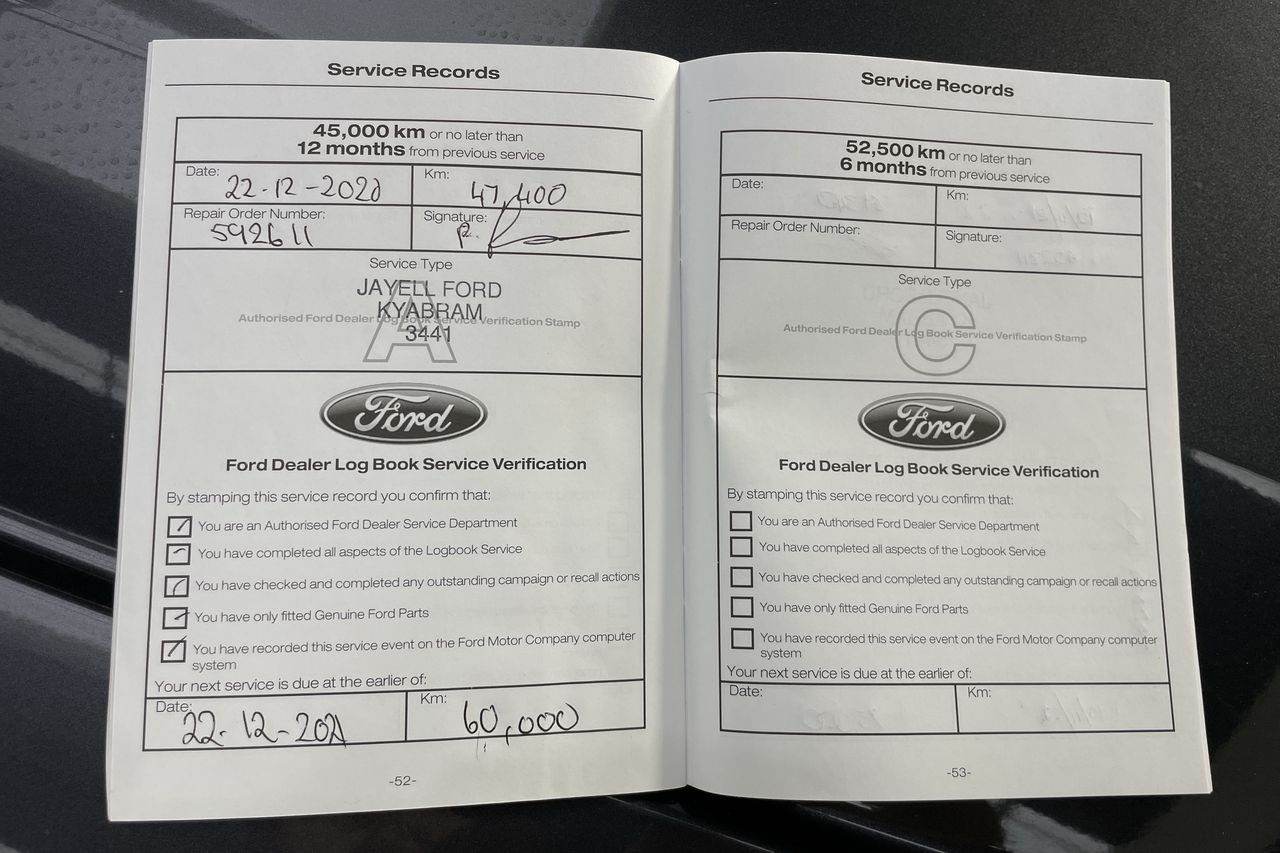 Service Records
45,000 km or no later than
12 months from previous service
Date:
22-12-2020
Km:
47,400
Repair Order Number:
592611
Signature:
Service Type
JAYELL FORD
KYABRAM
Authorised Ford Dealer Log Book Service Verification Stamp
3441
A
Ford
Ford Dealer Log Book Service Verification
By stamping this service record you confirm that:
You are an Authorised Ford Dealer Service Department
You have completed all aspects of the Logbook Service
You have checked and completed any outstanding campaign or recall actions
You have only fitted Genuine Ford Parts
You have recorded this service event on the Ford Motor Company computer
system
Your next service is due at the earlier of:
Date:
22-12-2021
Km:
60,000
-52-
Service Records
52,500 km or no later than
6 months from previous service
Date:
Km:
Repair Order Number:
Signature:
Service Type
Authorised Ford Dealer Log Book Service Verification Stamp
C
Ford
Ford Dealer Log Book Service Verification
By stamping this service record you confirm that:
You are an Authorised Ford Dealer Service Department
You have completed all aspects of the Logbook Service
You have checked and completed any outstanding campaign or recall actions
You have only fitted Genuine Ford Parts
You have recorded this service event on the Ford Motor Company computer
system
Your next service is due at the earlier of:
Date:
Km:
-53-